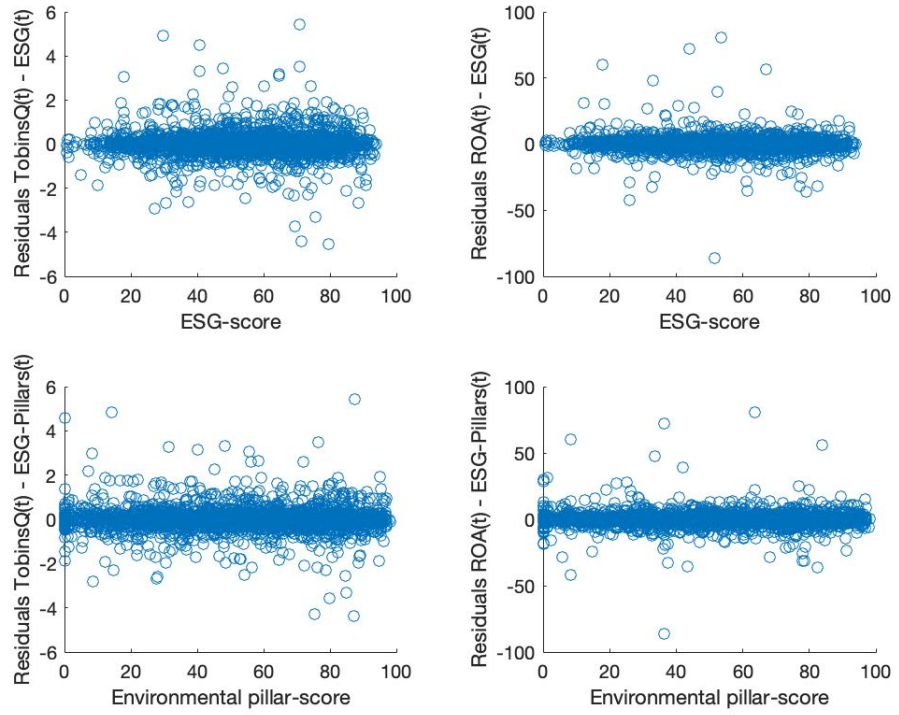 Residuals TobinsQ(t) - ESG(t)
6
4
2
0
-2
-4
-6
0 20 40 60 80 100
ESG-score
Residuals ROA(t) - ESG(t)
100
50
0
-50
-100
0 20 40 60 80 100
ESG-score
Residuals TobinsQ(t) - ESG-Pillars(t)
6
4
2
0
-2
-4
-6
0 20 40 60 80 100
Environmental pillar-score
Residuals ROA(t) - ESG-Pillars(t)
100
50
0
-50
-100
0 20 40 60 80 100
Environmental pillar-score